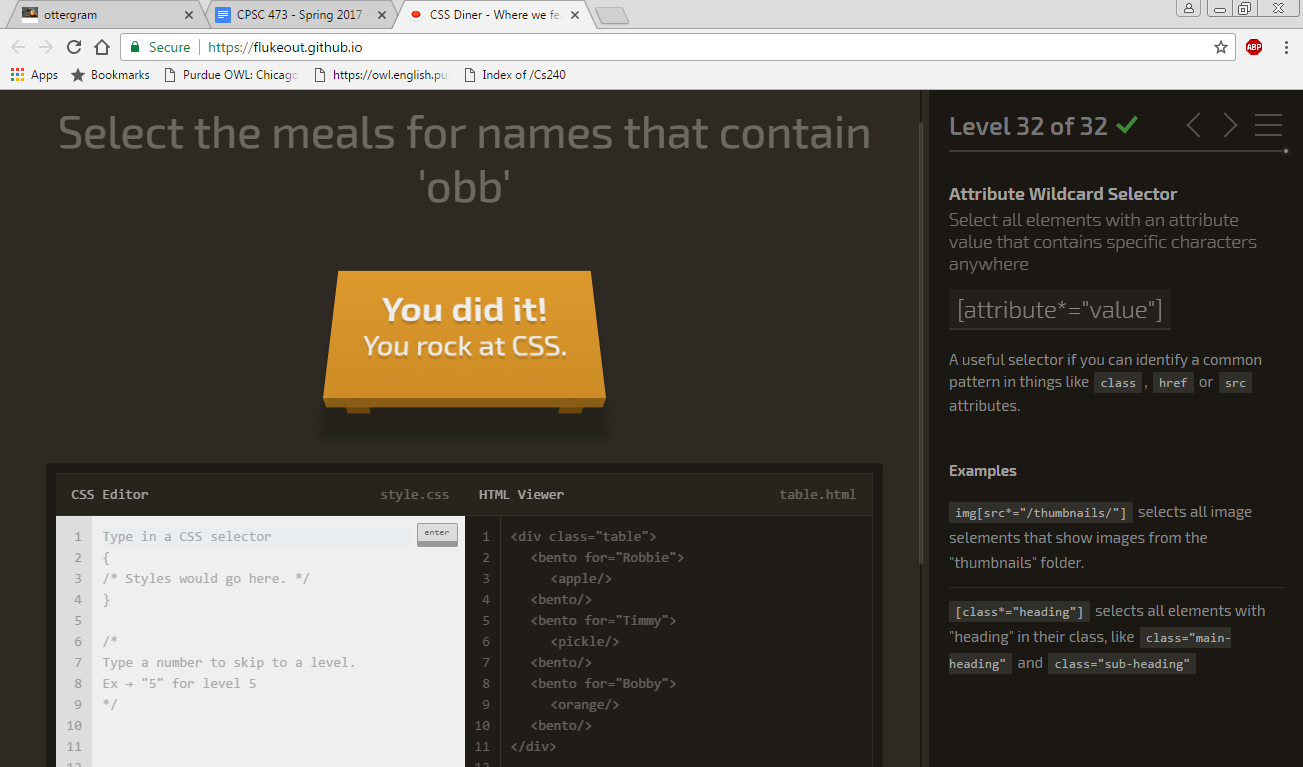 ottergram
CPSC 473 - Spring 2017 -
CSS Diner - Where we fe
Secure
https://flukeout.github.io
ABP
Apps
Bookmarks
Purdue OWL: Chicago
https://owl.english.pu
Index of /Cs240
Select the meals for names that contain
'obb'
You did it!
You rock at CSS.
CSS Editor
style.css
HTML Viewer
table.html
1 Type in a CSS selector
enter
2 {
3 /* Styles would go here. */
4 }
5
6 /*
7 Type a number to skip to a level.
8 Ex → "5" for level 5
9 */
10
11
12
1 <div class="table">
2 <bento for="Robbie">
3 <apple/>
4 <bento/>
5 <bento for="Timmy">
6 <pickle/>
7 <bento/>
8 <bento for="Bobby">
9 <orange/>
10 <bento/>
11 </div>
12
Level 32 of 32
Attribute Wildcard Selector
Select all elements with an attribute
value that contains specific characters
anywhere
[attribute*="value"]
A useful selector if you can identify a common
pattern in things like class , href or src
attributes.
Examples
img[src*="/thumbnails/"] selects all image
selements that show images from the
"thumbnails" folder.
[class*="heading"] selects all elements with
"heading" in their class, like class="main-
heading" and class="sub-heading"